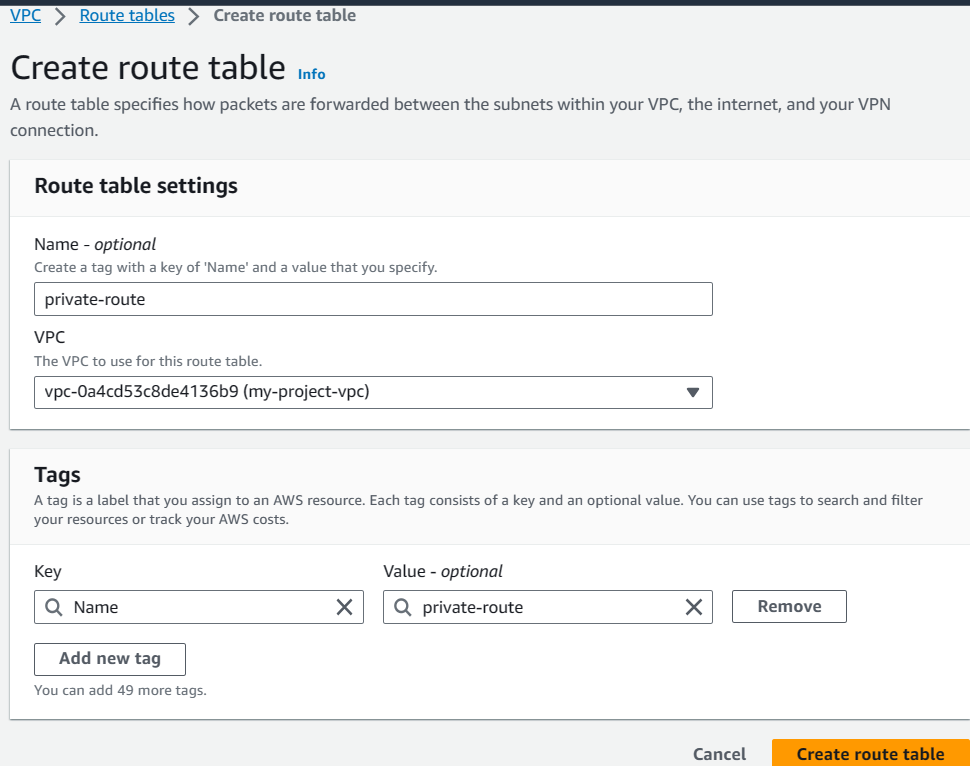 VPC > Route tables > Create route table
Create route table Info
A route table specifies how packets are forwarded between the subnets within your VPC, the internet, and your VPN
connection.
Route table settings
Name - optional
Create a tag with a key of 'Name' and a value that you specify.
private-route
VPC
The VPC to use for this route table.
vpc-0a4cd53c8de4136b9 (my-project-vpc)
Tags
A tag is a label that you assign to an AWS resource. Each tag consists of a key and an optional value. You can use tags to search and filter
your resources or track your AWS costs.
Key Value - optional
Name private-route Remove
Add new tag
You can add 49 more tags.
Cancel Create route table